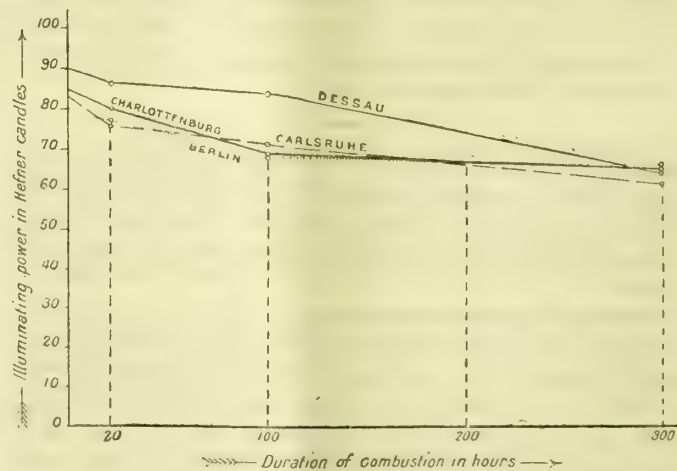 Illuminating power in Hefner candles
100
90
80
70
60
50
40
30
20
10
0
DESSAU
CHARLOTTENBURG
CARLSRUHE
BERLIN
20
100
200
300
Duration of combustion in hours